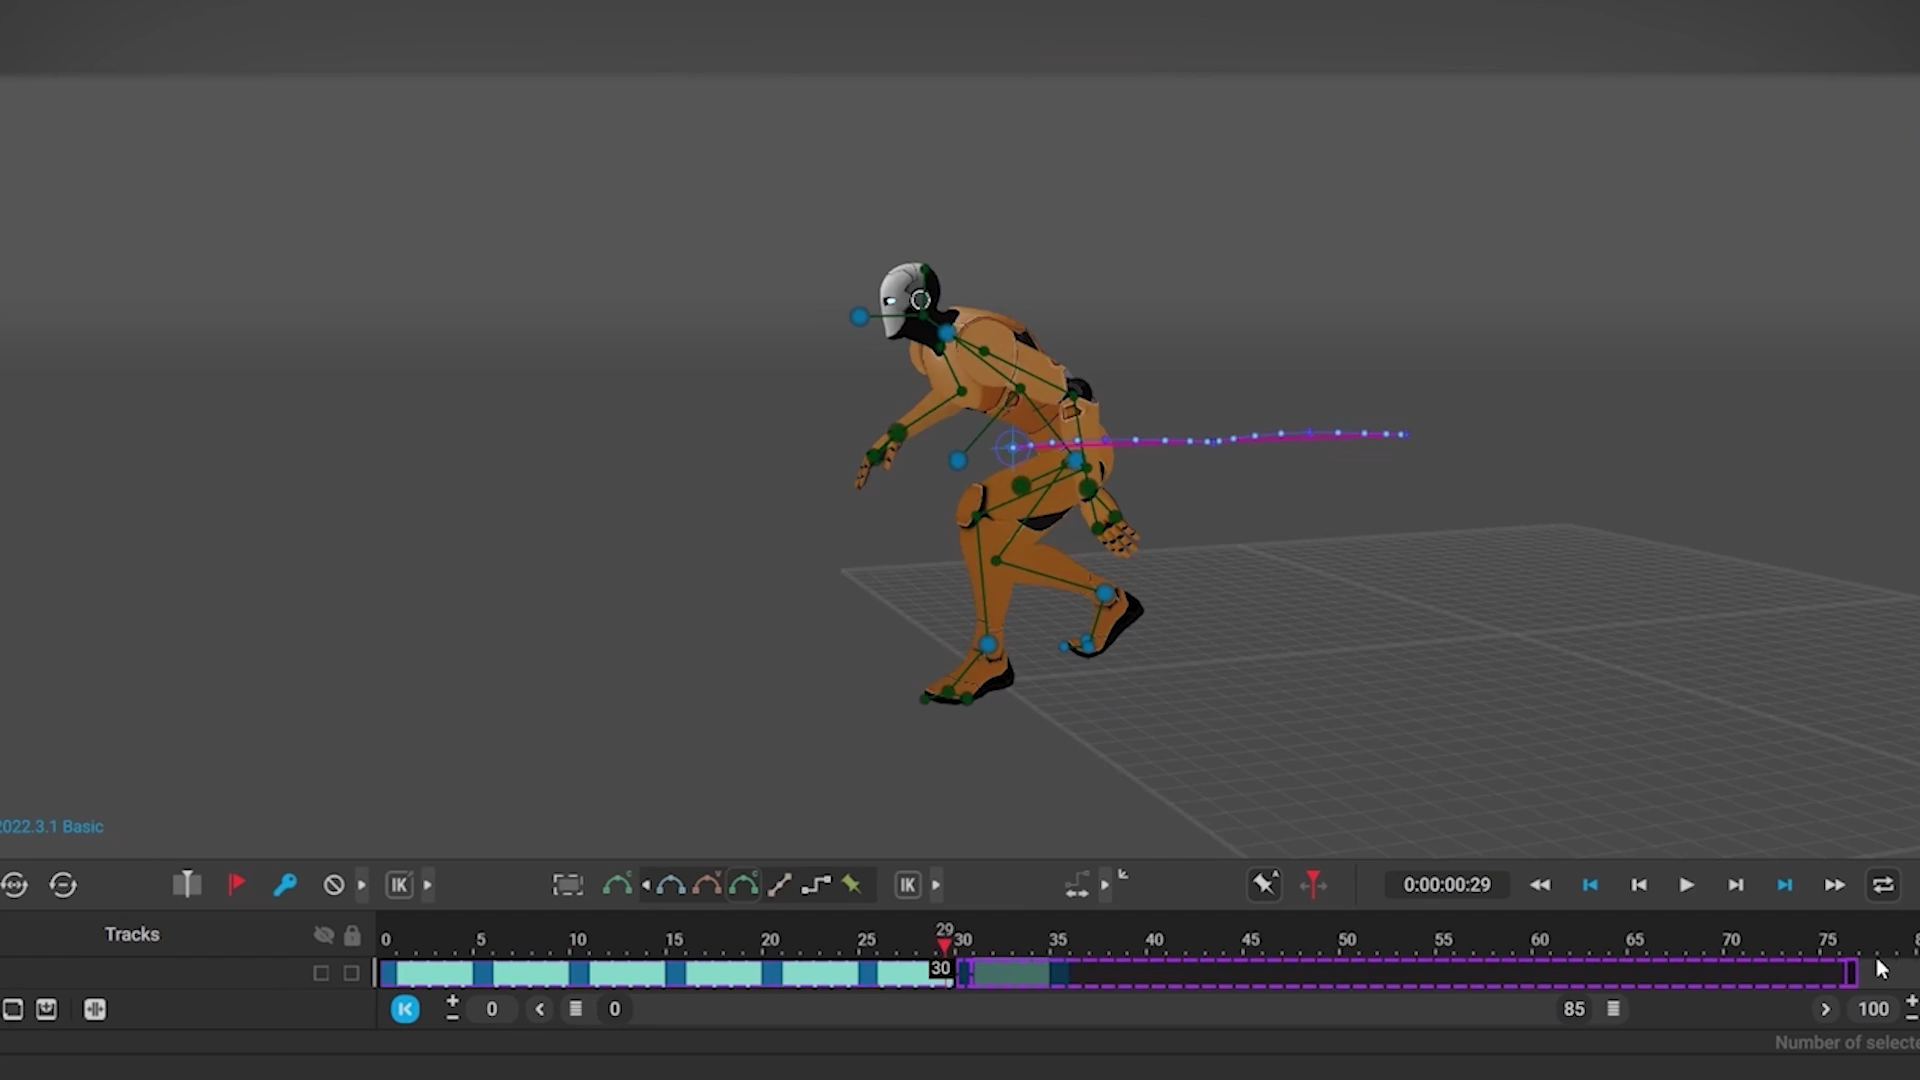 2022.3.1 Basic
IK
IK
0:00:00:29
Tracks
0 5 10 15 20 25 29 30 35 40 45 50 55 60 65 70 75 8
30
0 0 85 100
Number of selecte